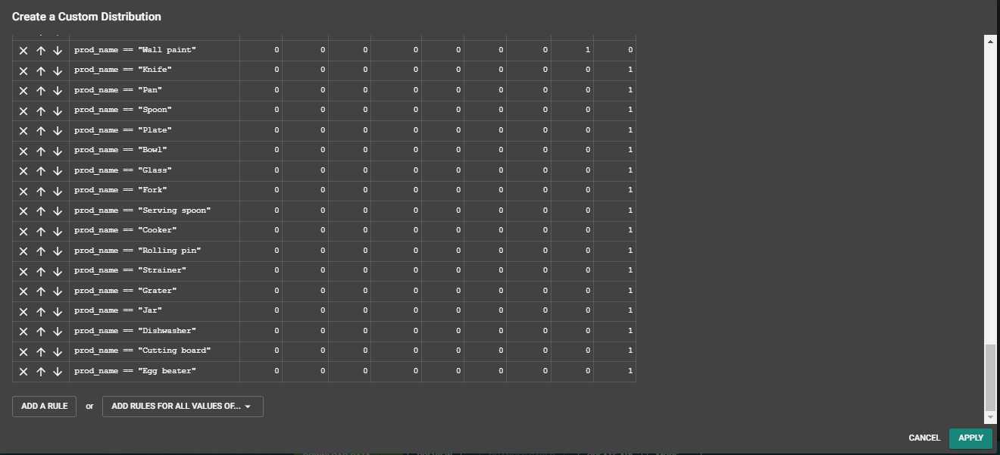 Create a Custom Distribution
prod_name == "Wall paint" 0 0 0 0 0 0 0 1 0
prod_name == "Knife" 0 0 0 0 0 0 0 0 1
prod_name == "Pan" 0 0 0 0 0 0 0 0 1
prod_name == "Spoon" 0 0 0 0 0 0 0 0 1
prod_name == "Plate" 0 0 0 0 0 0 0 0 1
prod_name == "Bowl" 0 0 0 0 0 0 0 0 1
prod_name == "Glass" 0 0 0 0 0 0 0 0 1
prod_name == "Fork" 0 0 0 0 0 0 0 0 1
prod_name == "Serving spoon" 0 0 0 0 0 0 0 0 1
prod_name == "Cooker" 0 0 0 0 0 0 0 0 1
prod_name == "Rolling pin" 0 0 0 0 0 0 0 0 1
prod_name == "Strainer" 0 0 0 0 0 0 0 0 1
prod_name == "Grater" 0 0 0 0 0 0 0 0 1
prod_name == "Jar" 0 0 0 0 0 0 0 0 1
prod_name == "Dishwasher" 0 0 0 0 0 0 0 0 1
prod_name == "Cutting board" 0 0 0 0 0 0 0 0 1
prod_name == "Egg beater" 0 0 0 0 0 0 0 0 1
ADD A RULE or ADD RULES FOR ALL VALUES OF...
CANCEL APPLY